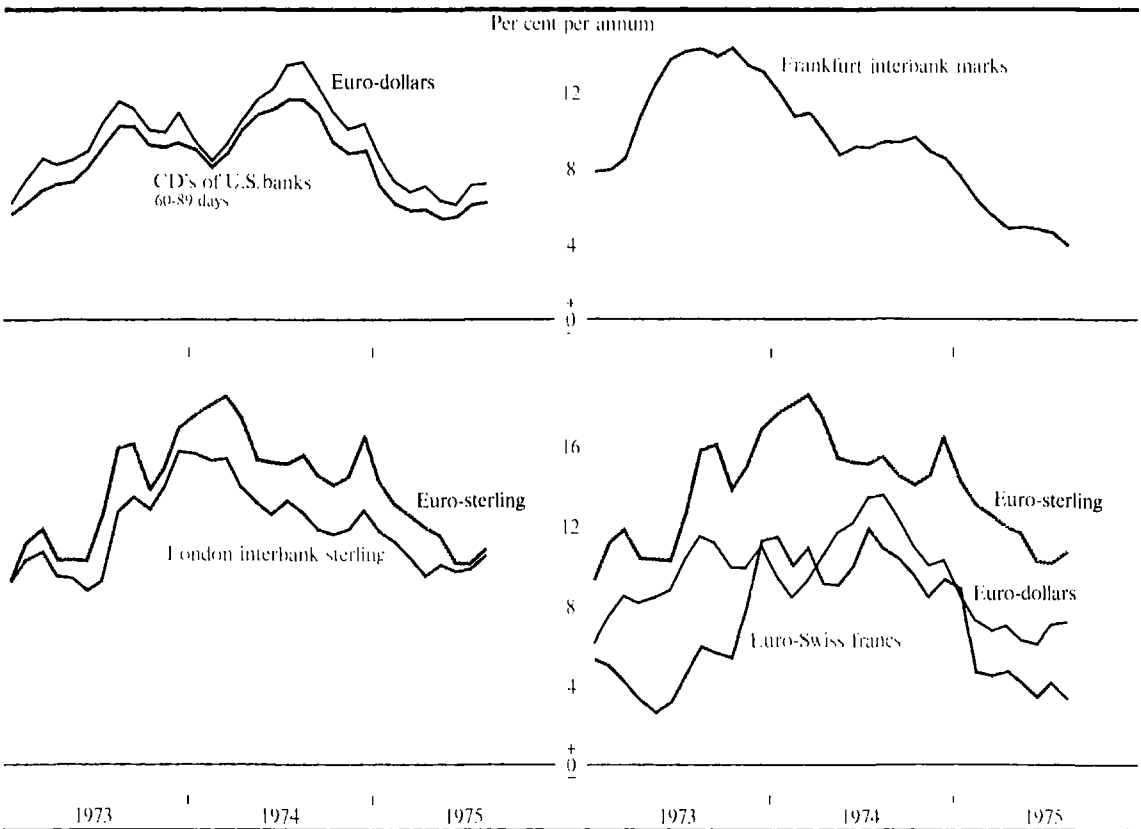 Per cent per annum
Euro-dollars
CD's of U.S. banks
60-89 days
Frankfurt interbank marks
12
8
4
+
0
-
Euro-sterling
London interbank sterling
16
12
8
4
+
0
-
Euro-sterling
Euro-dollars
Euro-Swiss francs
1973 1974 1975
1973 1974 1975